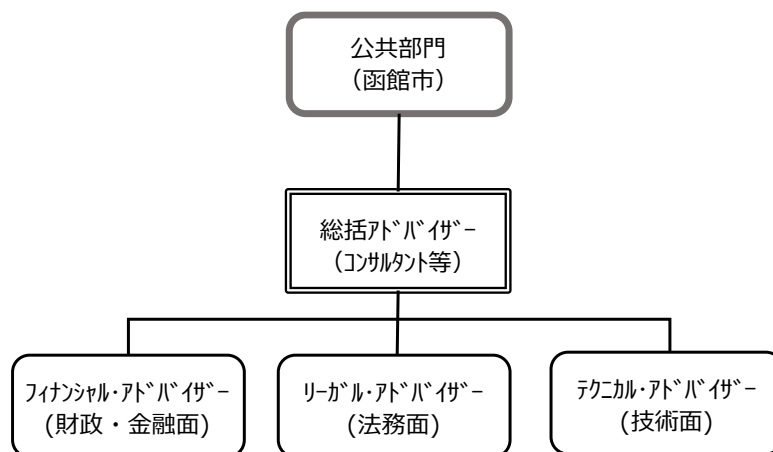 公共部門
（函館市）
総括ｱﾄﾞﾊﾞｲｻﾞｰ
（ｺﾝｻﾙﾀﾝﾄ等）
ﾌｨﾅﾝｼｬﾙ･ｱﾄﾞﾊﾞｲｻﾞｰ
(財政・金融面)
ﾘｰｶﾞﾙ･ｱﾄﾞﾊﾞｲｻﾞｰ
(法務面)
ﾃｸﾆｶﾙ･ｱﾄﾞﾊﾞｲｻﾞｰ
(技術面)